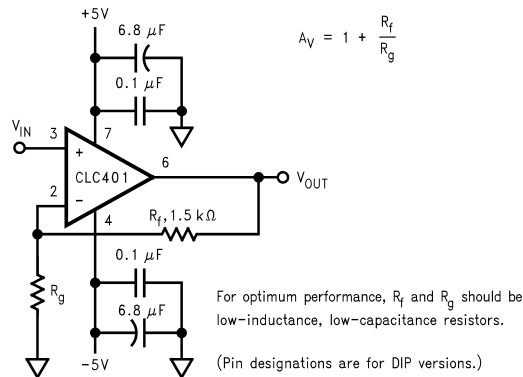 +5V
6.8 μF
A_V = 1 + R_f / R_g
0.1 μF
V_IN
3
7
+
6
CLC401
V_OUT
2
−
4
R_f, 1.5 kΩ
0.1 μF
R_g
6.8 μF
−5V
For optimum performance, R_f and R_g should be
low-inductance, low-capacitance resistors.
(Pin designations are for DIP versions.)